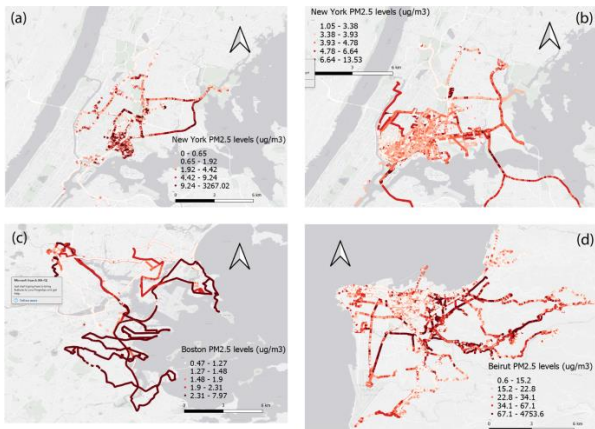 (a)
New York PM2.5 levels (ug/m3)
0 - 0.65
0.65 - 1.92
1.92 - 4.42
4.42 - 9.24
9.24 - 3267.02
(b)
New York PM2.5 levels (ug/m3)
1.05 - 3.38
3.38 - 3.93
3.93 - 4.78
4.78 - 6.64
6.64 - 13.53
(c)
Boston PM2.5 levels (ug/m3)
0.47 - 1.27
1.27 - 1.48
1.48 - 1.9
1.9 - 2.31
2.31 - 7.97
(d)
Beirut PM2.5 levels (ug/m3)
0.6 - 15.2
15.2 - 22.8
22.8 - 34.1
34.1 - 67.1
67.1 - 4753.6